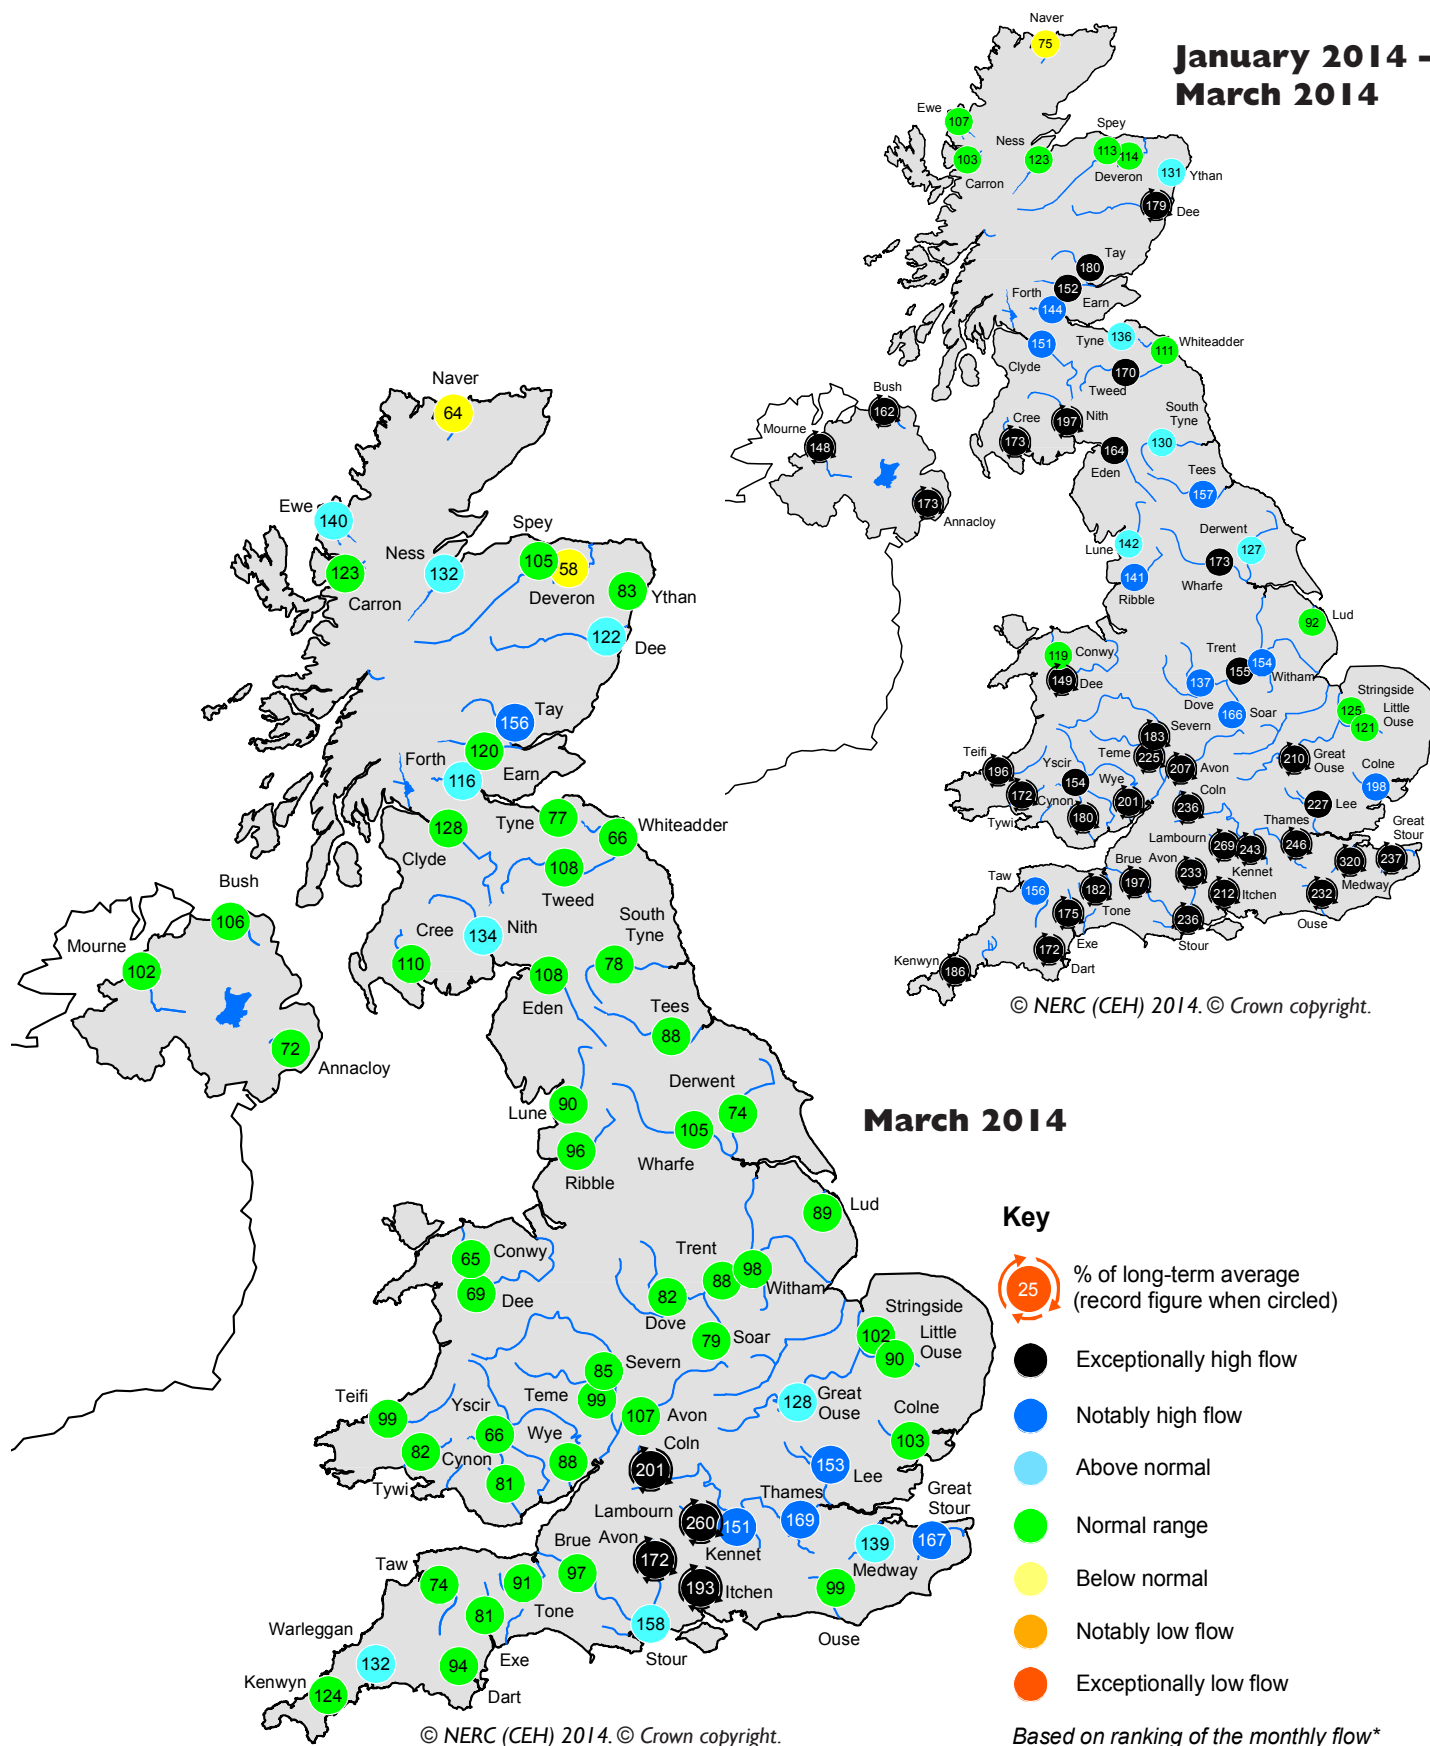 January 2014 -
March 2014
Naver
75
Ewe
107
103
Carron
Ness
123
Spey
113
114
Deveron
131
Ythan
179
Dee
Tay
180
152
Forth
Earn
144
151
Clyde
Tyne
136
Whiteadder
111
170
Tweed
Bush
162
Mourne
148
173
Annacloy
Cree
173
Nith
197
164
Eden
South
Tyne
130
Tees
157
Lune
142
141
Ribble
Derwent
127
173
Wharfe
92
Lud
119
Conwy
149
Dee
Trent
155
154
Witham
137
Dove
166
Soar
Stringside
125
Little
Ouse
121
Severn
183
Teme
225
207
Avon
210
Great
Ouse
Colne
198
Teifi
196
172
Tywi
Yscir
154
Cynon
180
Wye
201
Coln
236
227
Lee
Lambourn
269
243
Kennet
Thames
246
320
Medway
Great
Stour
237
Taw
156
Brue
197
Avon
233
212
Itchen
232
Ouse
182
Tone
175
Exe
236
Stour
172
Dart
Kenwyn
186
© NERC (CEH) 2014. © Crown copyright.
March 2014
Naver
64
Ewe
140
123
Carron
Ness
132
Spey
105
58
Deveron
83
Ythan
122
Dee
Tay
156
120
Earn
Forth
116
128
Clyde
Tyne
77
Whiteadder
66
108
Tweed
Bush
106
Mourne
102
72
Annacloy
Cree
110
134
Nith
108
Eden
South
Tyne
78
Tees
88
Lune
90
96
Ribble
Derwent
74
105
Wharfe
89
Lud
65
Conwy
69
Dee
Trent
88
98
Witham
82
Dove
79
Soar
Stringside
102
Little
Ouse
90
Severn
85
Teme
99
107
Avon
128
Great
Ouse
Colne
103
Teifi
99
82
Tywi
Yscir
66
Cynon
81
Wye
88
Coln
201
153
Lee
Lambourn
260
151
Kennet
Thames
169
139
Medway
Great
Stour
167
Taw
74
Brue
97
Avon
172
193
Itchen
99
Ouse
91
Tone
81
Exe
158
Stour
Warleggan
132
94
Dart
Kenwyn
124
© NERC (CEH) 2014. © Crown copyright.
Key
25
% of long-term average
(record figure when circled)
Exceptionally high flow
Notably high flow
Above normal
Normal range
Below normal
Notably low flow
Exceptionally low flow
Based on ranking of the monthly flow*